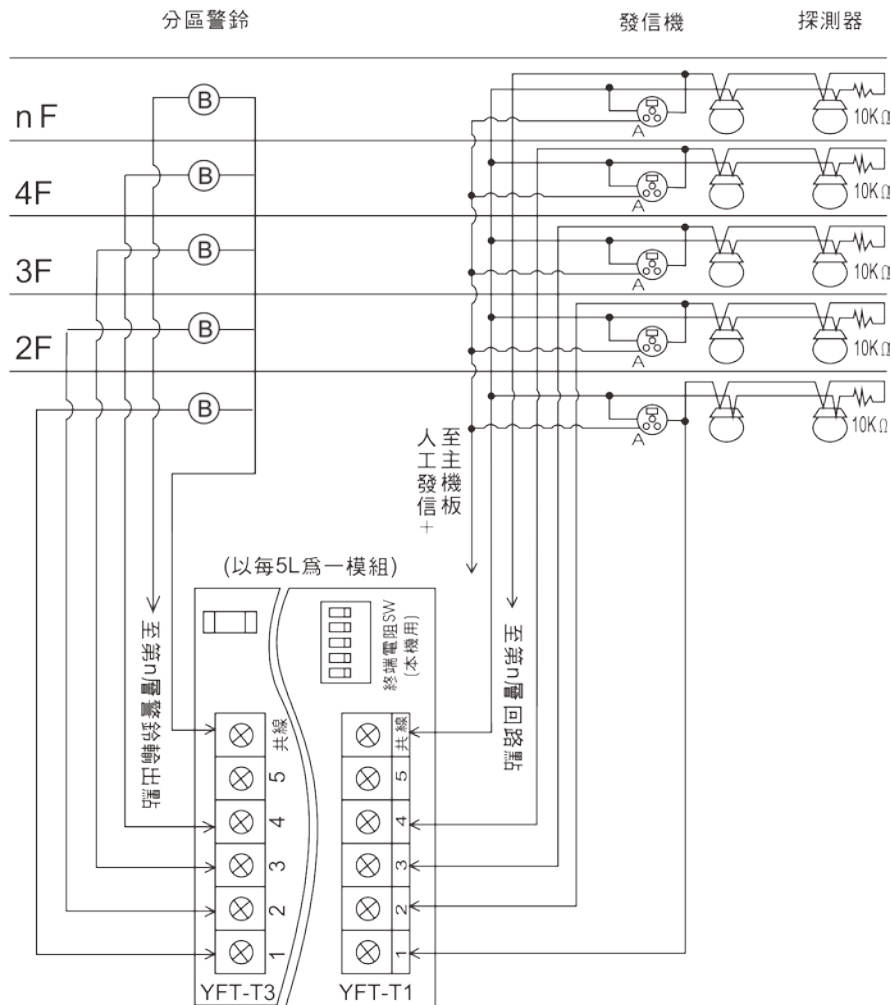 分區警鈴 發信機 探測器
nF B A 10KΩ
4F B A 10KΩ
3F B A 10KΩ
2F B A 10KΩ
B A 10KΩ
至主機板
人工發信+
(以每5L為一模組)
至第n層警鈴輸出點
終端電阻SW
(本機用)
至第n層回路點
共線 共線
5 5
4 4
3 3
2 2
1 1
YFT-T3 YFT-T1